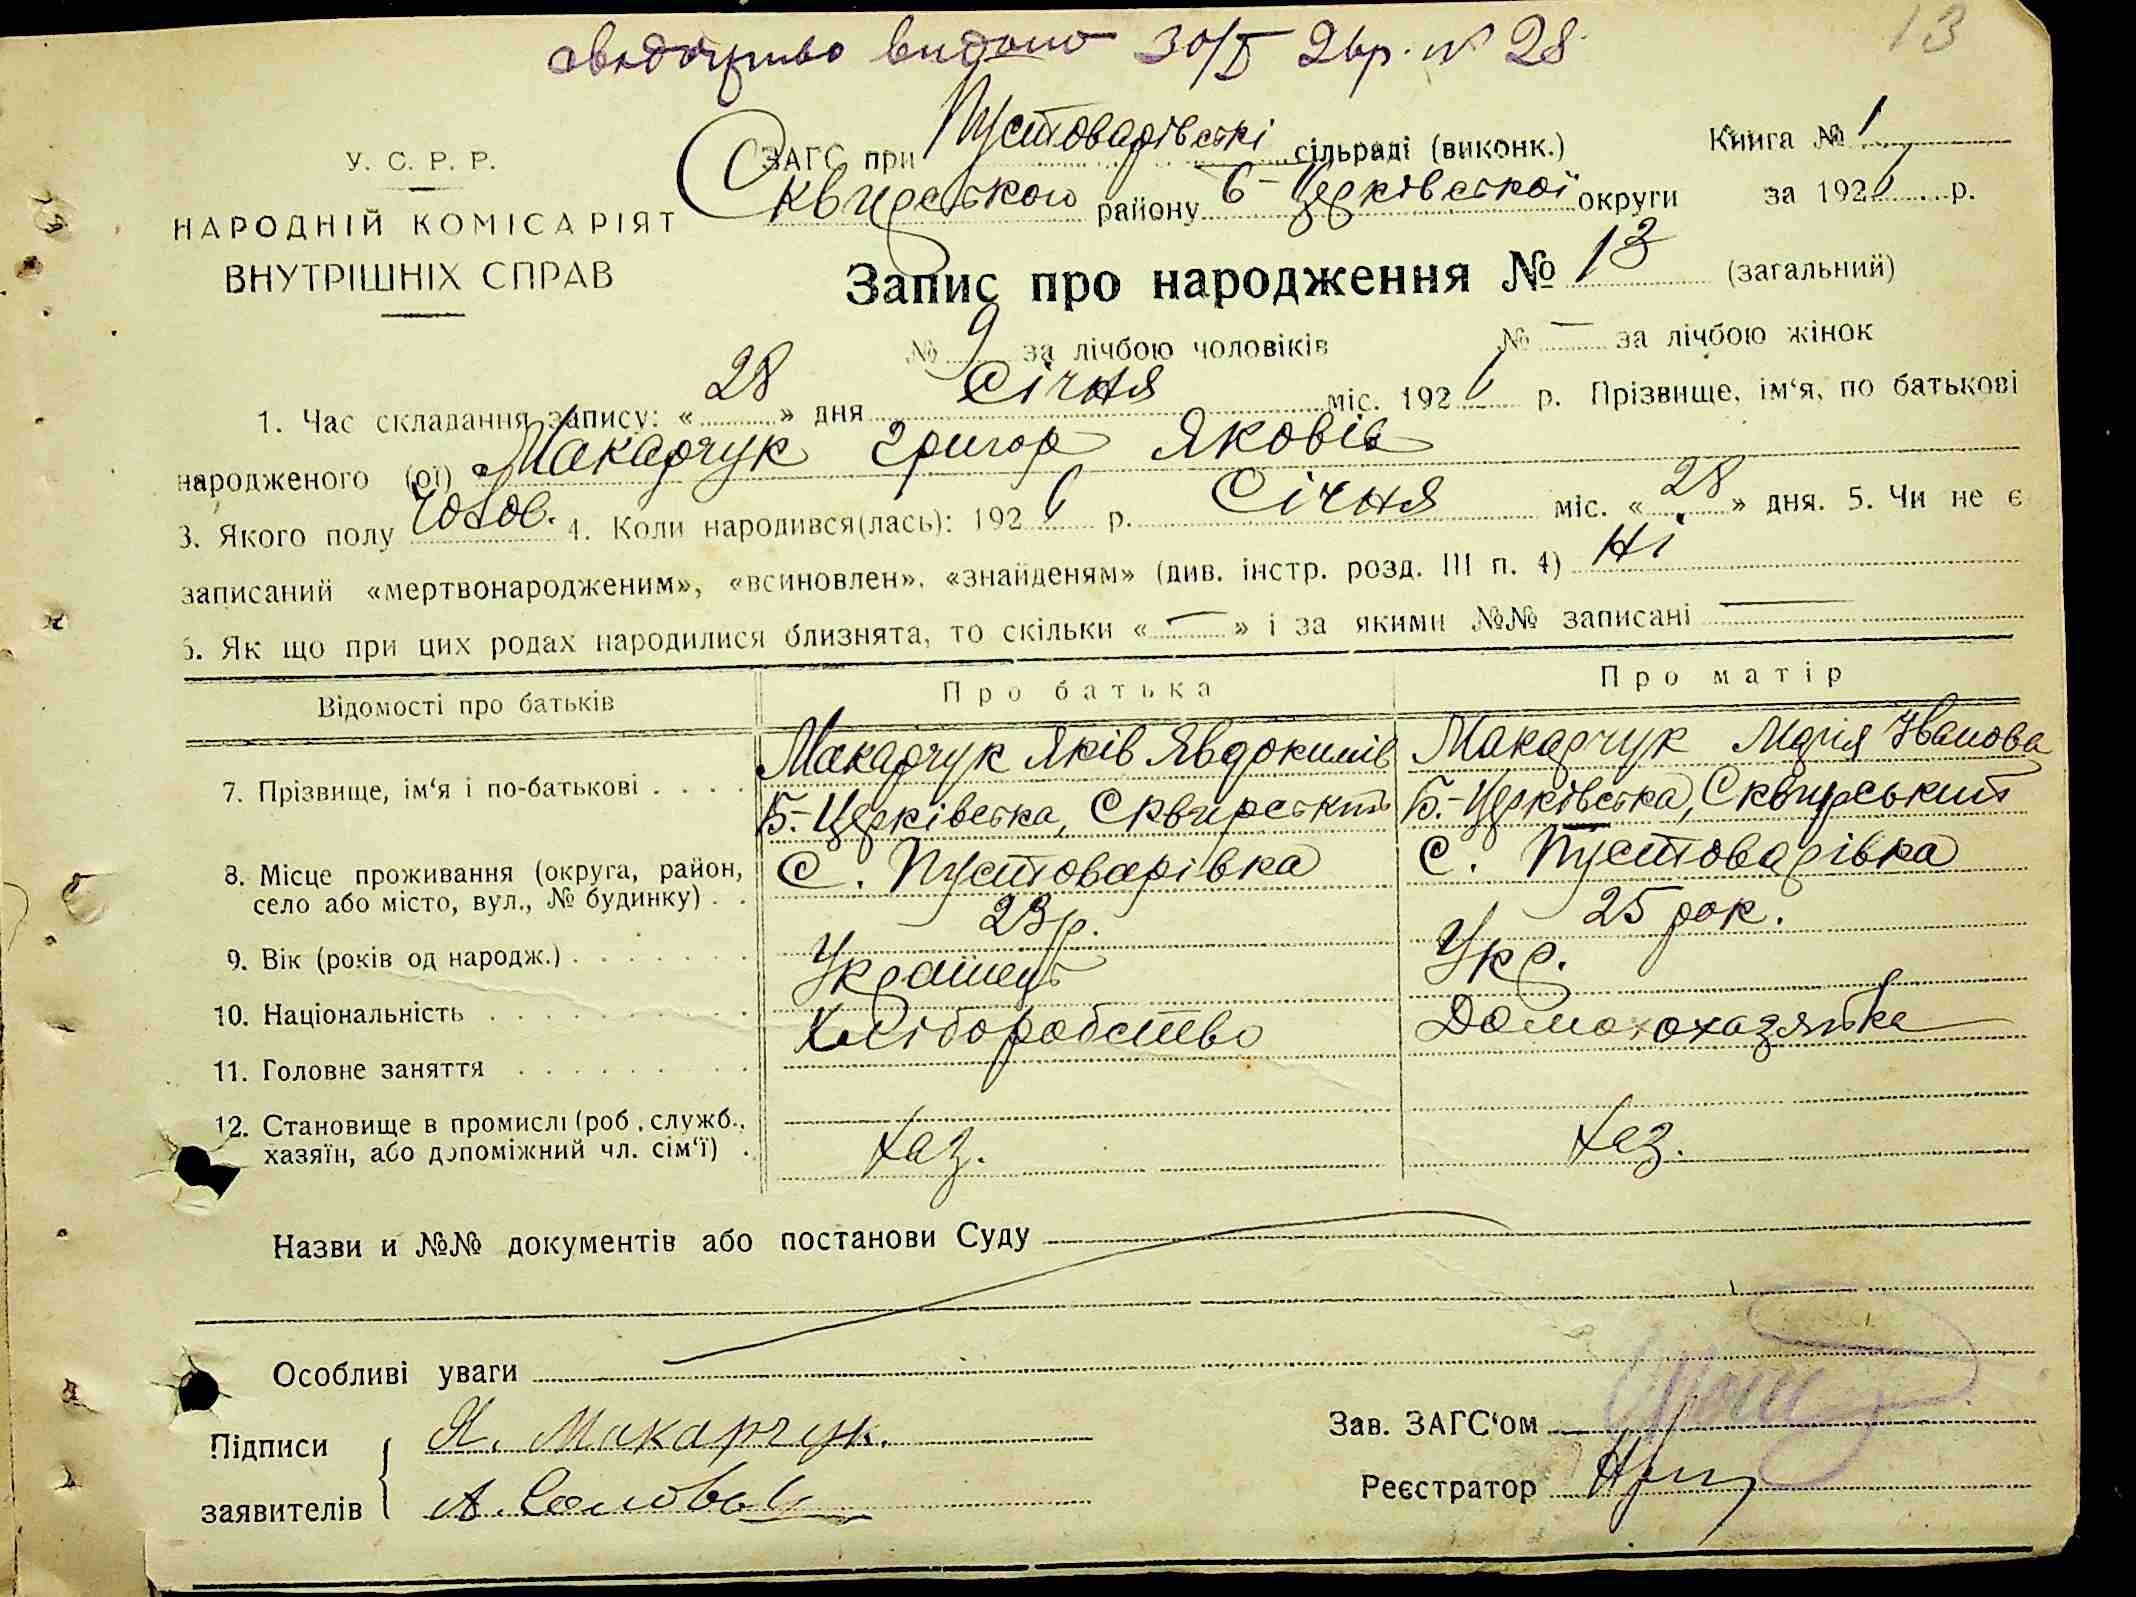 свидоцтво видано 30/I 26р. № 28
13
У. С. Р. Р.
НАРОДНІЙ КОМІСАРІЯТ
ВНУТРІШНІХ СПРАВ
ЗАГС при Пустоварівські сільраді (виконк.) Книга № 1
Сквирського району Б-Церківської округи за 1926 р.
Запис про народження № 13 (загальний)
№ 9 за лічбою чоловіків № — за лічбою жінок
1. Час складання запису: « 28 » дня Січня міс. 1926 р. Прізвище, ім‘я, по батькові
народженого (ої) Макарчук Григор Яковів
3. Якого полу Чолов. 4. Коли народився(лась): 1926 р. Січня міс. « 28 » дня. 5. Чи не є
записаний «мертвонародженим», «всиновлен», «знайденям» (див. інстр. розд. III п. 4) Ні
6. Як що при цих родах народилися близнята, то скільки « — » і за якими №№ записані —
Відомості про батьків Про батька Про матір
7. Прізвище, ім‘я і по-батькові . . . . Макарчук Яків Явдокимів Макарчук Марія Іванова
Б.-Церківська, Сквирський Б.-Церківська, Сквирський
8. Місце проживання (округа, район, село або місто, вул., № будинку) . . С. Пустоварівка С. Пустоварівка
9. Вік (років од народж.) . . . . . . . 23 р. 25 рок.
10. Національність . . . . . . . . . . Українець Укр.
11. Головне заняття . . . . . . . . . Хліборобство Домохохазяйка
12. Становище в промислі (роб., служб., хазяїн, або допоміжний чл. сім‘ї) . Хаз. Хаз.
Назви и №№ документів або постанови Суду
Особливі уваги
Підписи Я. Макарчук. Зав. ЗАГС‘ом
заявителів А. Реєстратор